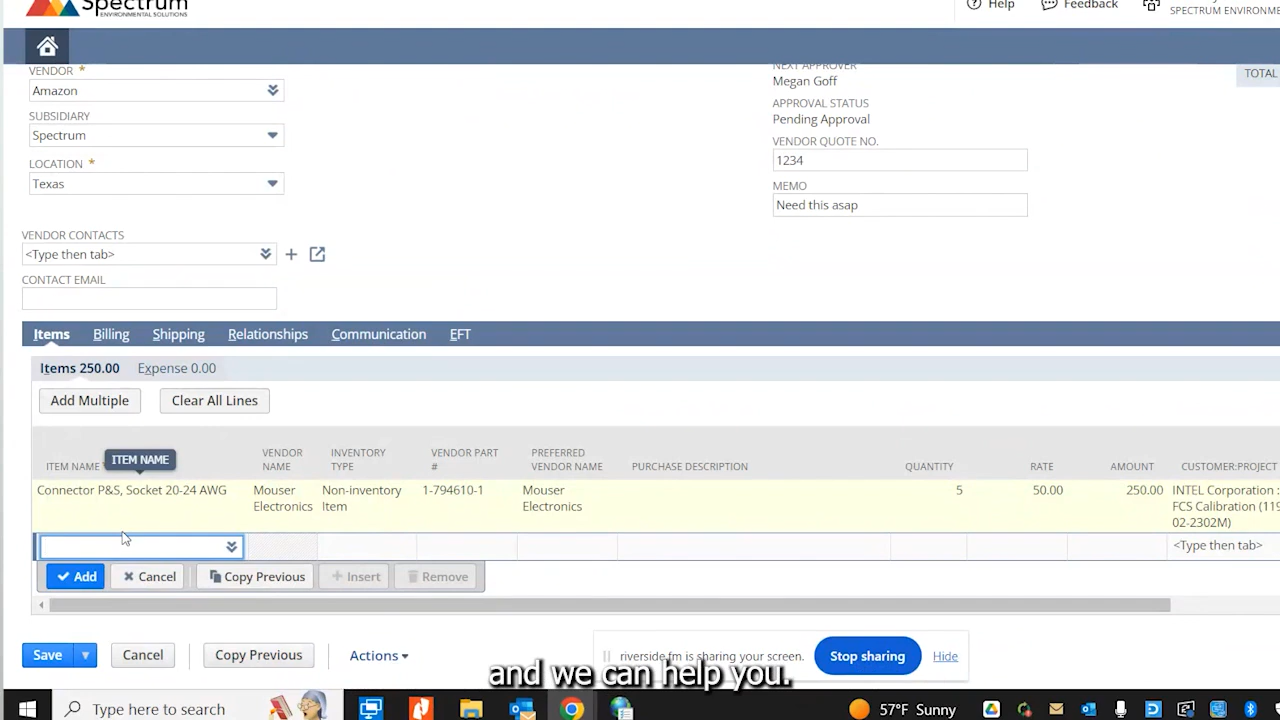 Spectrum
ENVIRONMENTAL SOLUTIONS
Help
Feedback
SPECTRUM ENVIRONME
VENDOR *
Amazon
SUBSIDIARY
Spectrum
LOCATION *
Texas
VENDOR CONTACTS
<Type then tab>
CONTACT EMAIL
NEXT APPROVER
Megan Goff
APPROVAL STATUS
Pending Approval
VENDOR QUOTE NO.
1234
MEMO
Need this asap
TOTAL
Items Billing Shipping Relationships Communication EFT
Items 250.00 Expense 0.00
Add Multiple Clear All Lines
ITEM NAME
ITEM NAME
VENDOR NAME
INVENTORY TYPE
VENDOR PART #
PREFERRED VENDOR NAME
PURCHASE DESCRIPTION
QUANTITY
RATE
AMOUNT
CUSTOMER:PROJECT
Connector P&S, Socket 20-24 AWG
Mouser Electronics
Non-inventory Item
1-794610-1
Mouser Electronics
5
50.00
250.00
INTEL Corporation :
FCS Calibration (119
02-2302M)
<Type then tab>
Add Cancel Copy Previous Insert Remove
Save Cancel Copy Previous Actions
riverside.fm is sharing your screen. Stop sharing Hide
and we can help you.
Type here to search
57°F Sunny